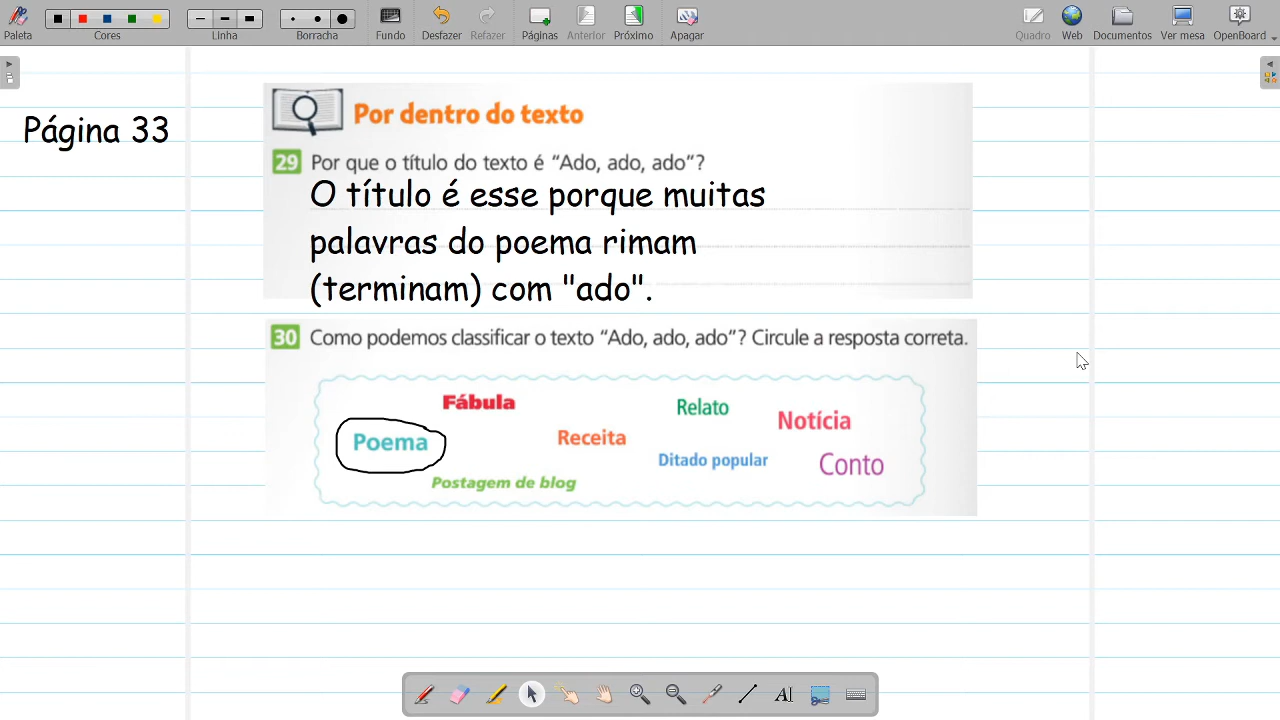 Paleta Cores Linha Borracha Fundo Desfazer Refazer Páginas Anterior Próximo Apagar Quadro Web Documentos Ver mesa OpenBoard
Página 33
Por dentro do texto
29 Por que o título do texto é “Ado, ado, ado”?
O título é esse porque muitas
palavras do poema rimam
(terminam) com "ado".
30 Como podemos classificar o texto “Ado, ado, ado”? Circule a resposta correta.
Fábula
Relato
Notícia
Poema
Receita
Ditado popular
Conto
Postagem de blog
AI